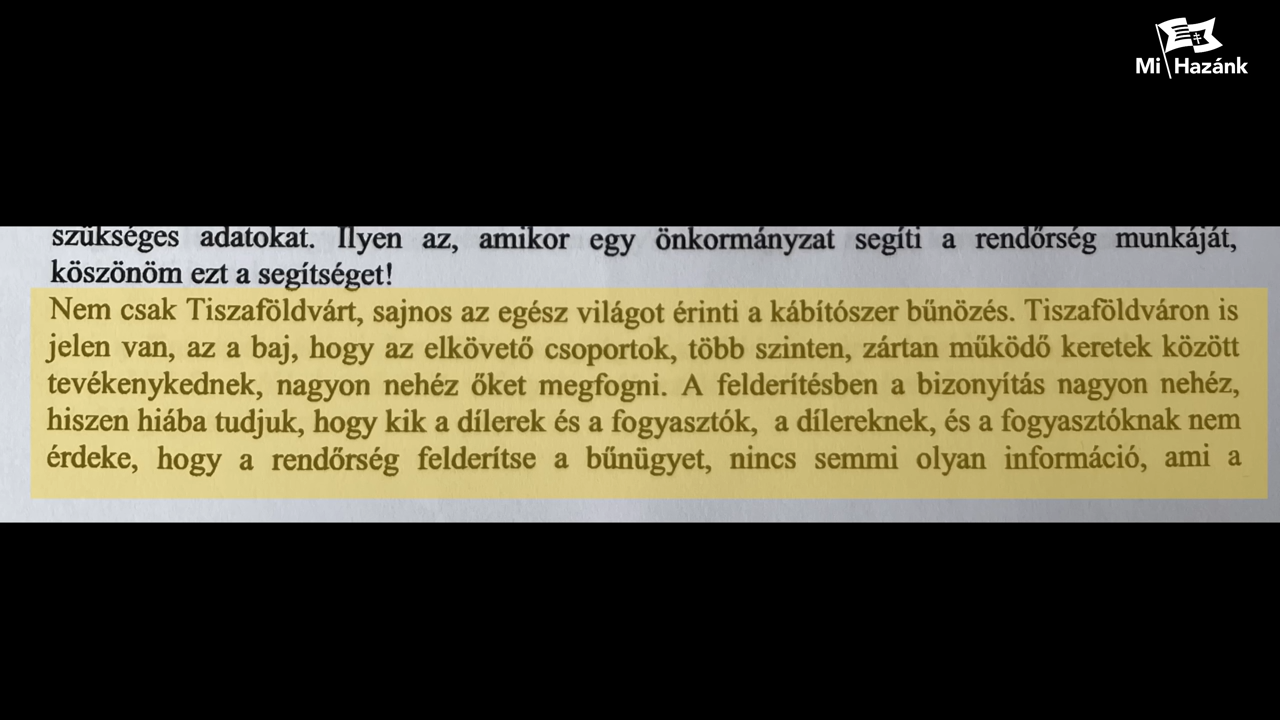 Mi Hazánk
szükséges adatokat. Ilyen az, amikor egy önkormányzat segíti a rendőrség munkáját,
köszönöm ezt a segítséget!
Nem csak Tiszaföldvárt, sajnos az egész világot érinti a kábítószer bűnözés. Tiszaföldváron is
jelen van, az a baj, hogy az elkövető csoportok, több szinten, zártan működő keretek között
tevékenykednek, nagyon nehéz őket megfogni. A felderítésben a bizonyítás nagyon nehéz,
hiszen hiába tudjuk, hogy kik a dílerek és a fogyasztók, a dílereknek, és a fogyasztóknak nem
érdeke, hogy a rendőrség felderítse a bűnügyet, nincs semmi olyan információ, ami a